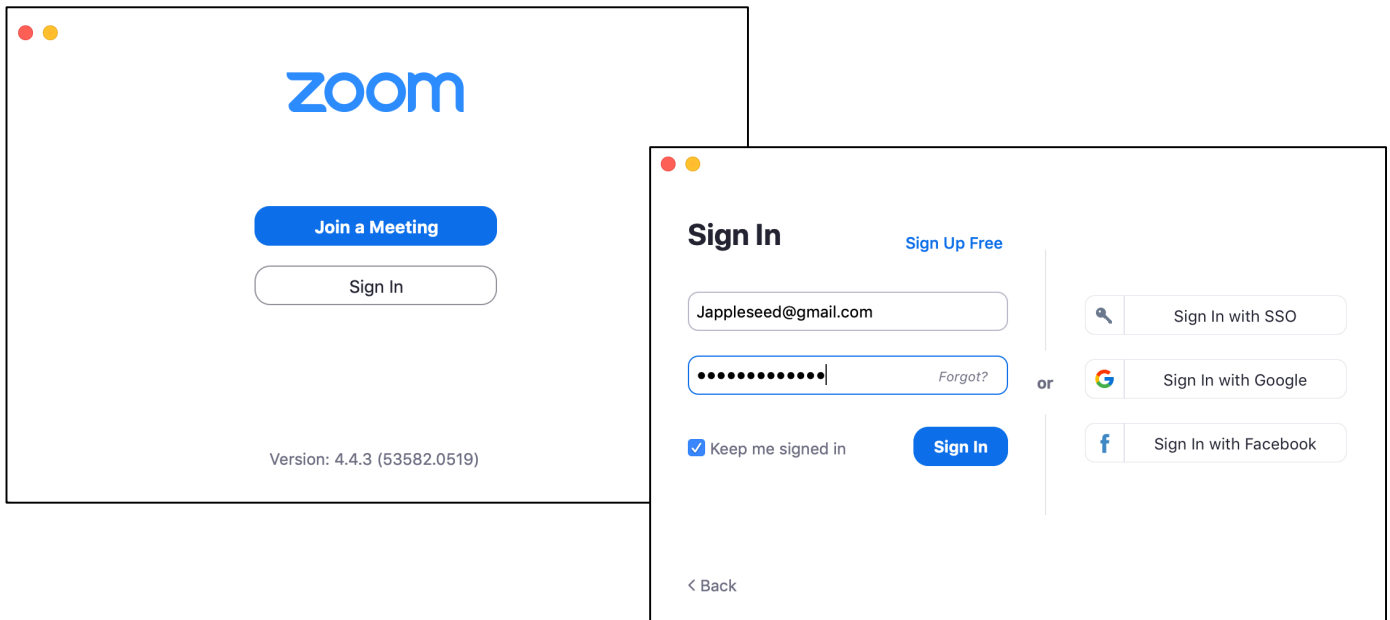 zoom
Join a Meeting
Sign In
Version: 4.4.3 (53582.0519)
Sign In
Sign Up Free
Jappleseed@gmail.com
•••••••••••••
Forgot?
Keep me signed in
Sign In
or
Sign In with SSO
Sign In with Google
Sign In with Facebook
< Back